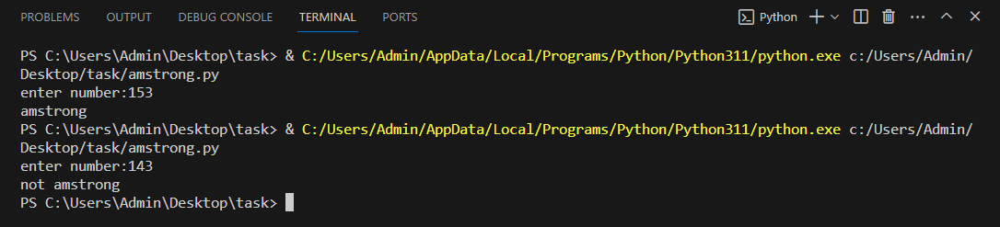 PROBLEMS OUTPUT DEBUG CONSOLE TERMINAL PORTS Python
PS C:\Users\Admin\Desktop\task> & C:/Users/Admin/AppData/Local/Programs/Python/Python311/python.exe c:/Users/Admin/
Desktop/task/amstrong.py
enter number:153
amstrong
PS C:\Users\Admin\Desktop\task> & C:/Users/Admin/AppData/Local/Programs/Python/Python311/python.exe c:/Users/Admin/
Desktop/task/amstrong.py
enter number:143
not amstrong
PS C:\Users\Admin\Desktop\task>